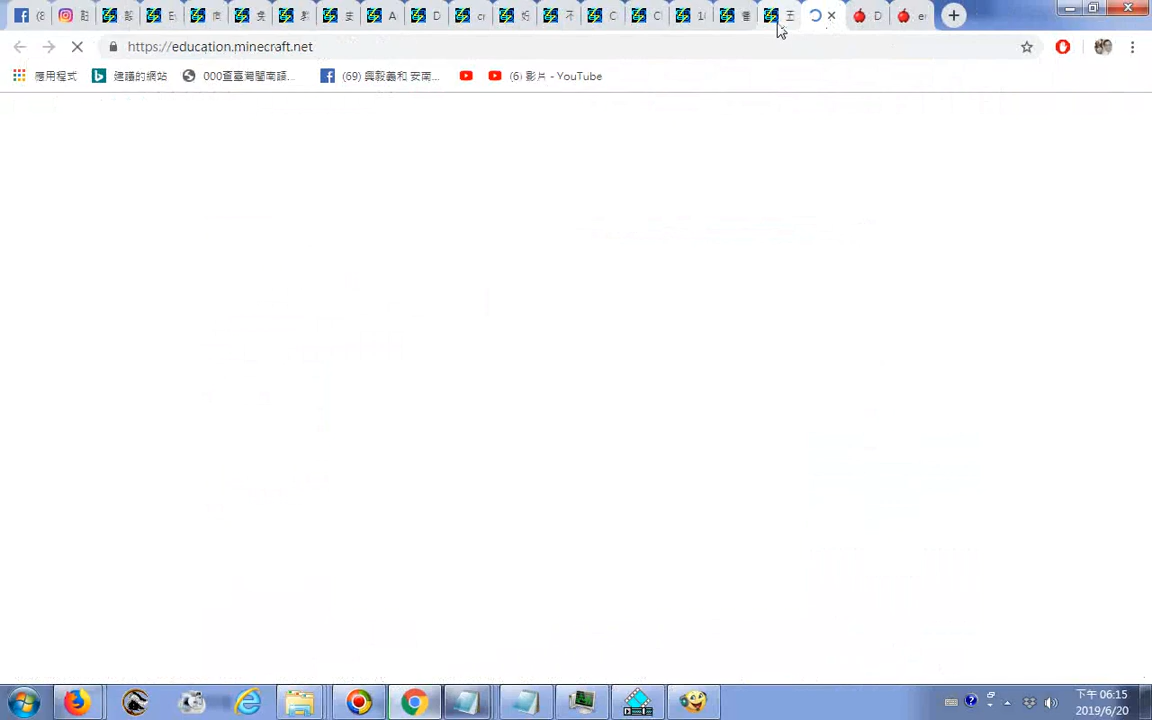 https://education.minecraft.net
應用程式 建議的網站 000查臺灣閩南語... (69) 興毅義和 安南... (6) 影片 - YouTube
下午 06:15
2019/6/20